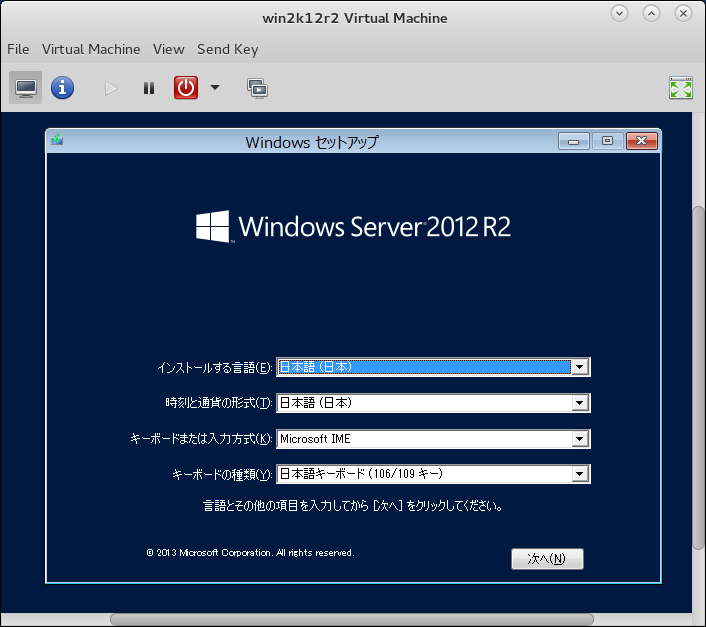 win2k12r2 Virtual Machine
File Virtual Machine View Send Key
Windows セットアップ
Windows Server 2012 R2
インストールする言語(E): 日本語 (日本)
時刻と通貨の形式(T): 日本語 (日本)
キーボードまたは入力方式(K): Microsoft IME
キーボードの種類(Y): 日本語キーボード (106/109 キー)
言語とその他の項目を入力してから [次へ] をクリックしてください。
© 2013 Microsoft Corporation. All rights reserved.
次へ(N)